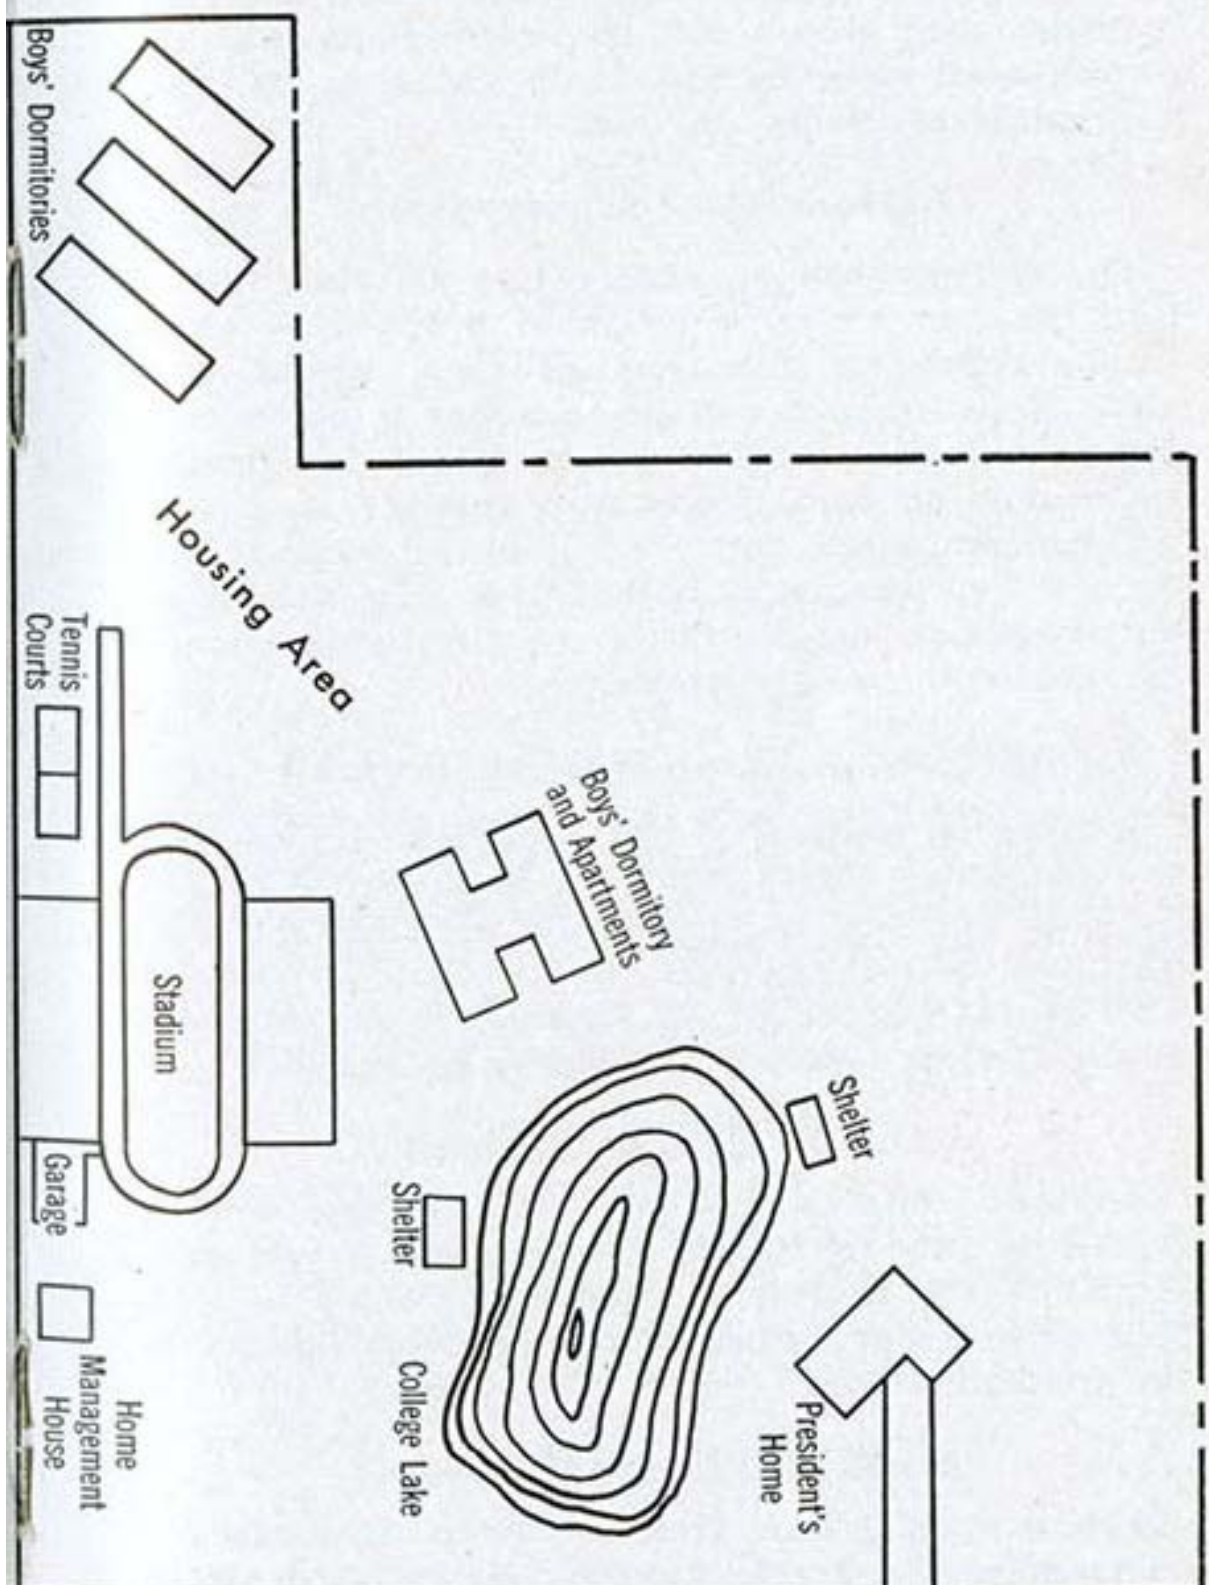 Boys' Dormitories
Housing Area
Tennis
Courts
Boys' Dormitory
and Apartments
Stadium
Shelter
Shelter
Garage
College Lake
President's
Home
Home
Management
House